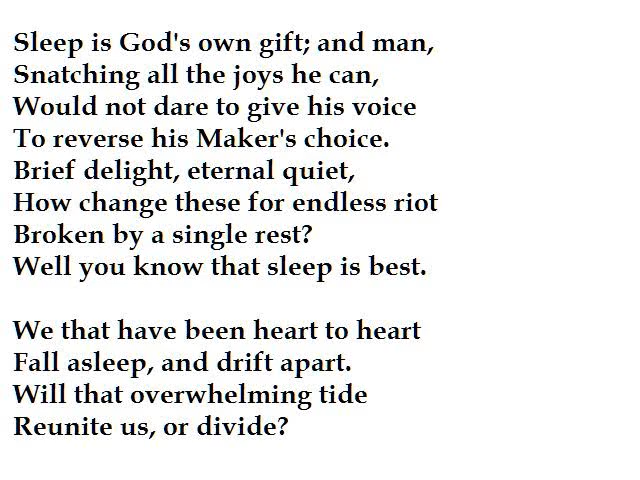 Sleep is God's own gift; and man,
Snatching all the joys he can,
Would not dare to give his voice
To reverse his Maker's choice.
Brief delight, eternal quiet,
How change these for endless riot
Broken by a single rest?
Well you know that sleep is best.

We that have been heart to heart
Fall asleep, and drift apart.
Will that overwhelming tide
Reunite us, or divide?